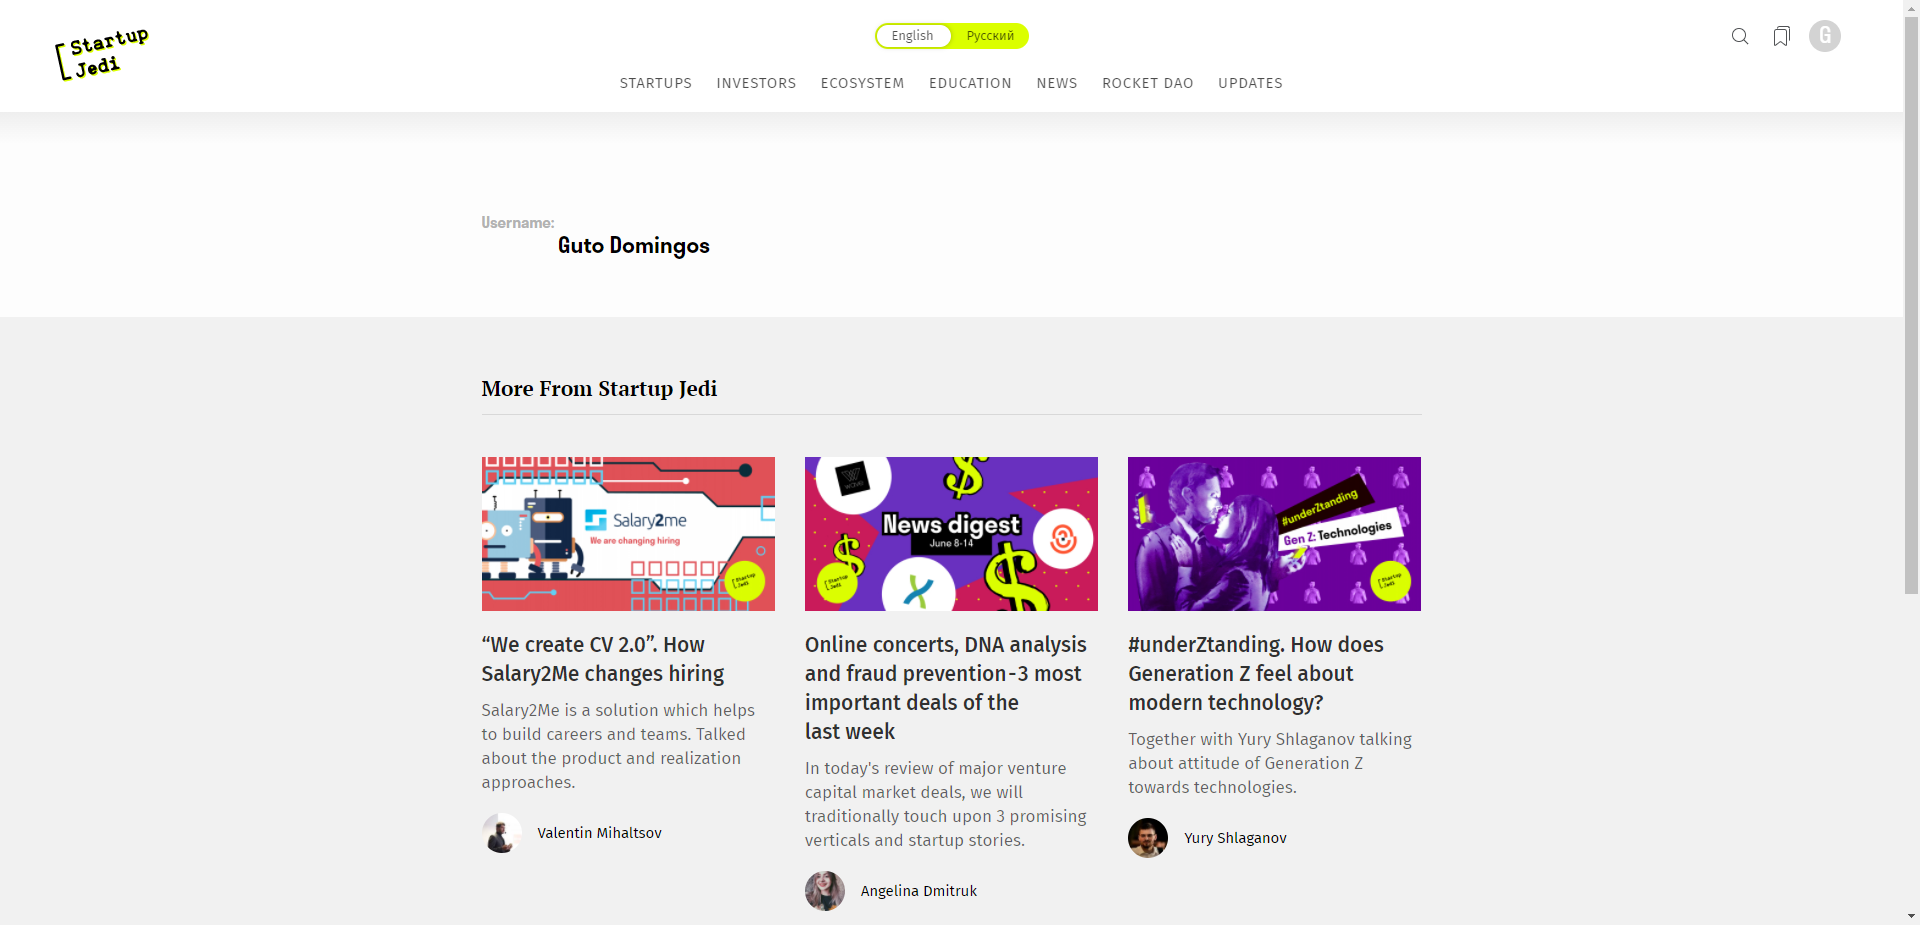 Startup
Jedi
English
Русский
G
STARTUPS
INVESTORS
ECOSYSTEM
EDUCATION
NEWS
ROCKET DAO
UPDATES
Username:
Guto Domingos
More From Startup Jedi
Salary2me
We are changing hiring
Startup
Jedi
wave
News digest
June 8-14
Startup
Jedi
#underZtanding
Gen Z: Technologies
Startup
Jedi
“We create CV 2.0”. How
Salary2Me changes hiring
Salary2Me is a solution which helps
to build careers and teams. Talked
about the product and realization
approaches.
Valentin Mihaltsov
Online concerts, DNA analysis
and fraud prevention-3 most
important deals of the
last week
In today's review of major venture
capital market deals, we will
traditionally touch upon 3 promising
verticals and startup stories.
Angelina Dmitruk
#underZtanding. How does
Generation Z feel about
modern technology?
Together with Yury Shlaganov talking
about attitude of Generation Z
towards technologies.
Yury Shlaganov